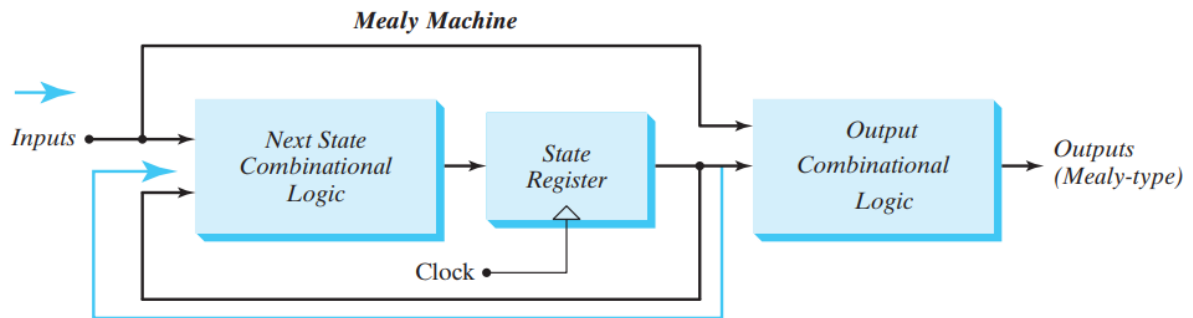 Mealy Machine
Inputs
Next State
Combinational
Logic
State
Register
Output
Combinational
Logic
Outputs
(Mealy-type)
Clock